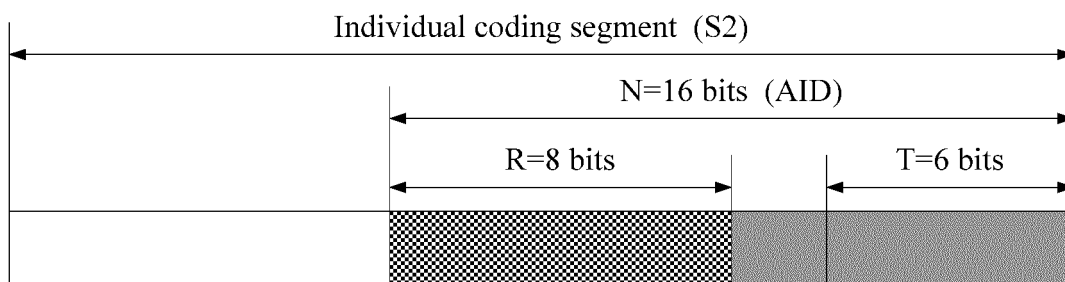 Individual coding segment (S2)
N=16 bits (AID)
R=8 bits
T=6 bits